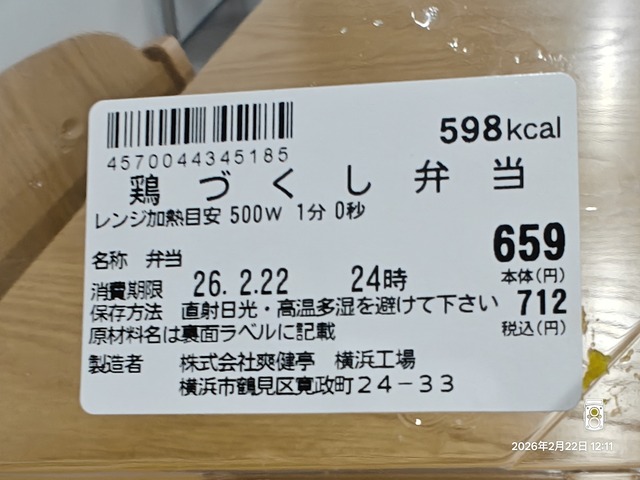 598kcal
4570044345185
鶏づくし弁当
レンジ加熱目安 500W 1分 0秒
659
名称 弁当
本体(円)
消費期限 26. 2.22 24時
保存方法 直射日光・高温多湿を避けて下さい
712
原材料名は裏面ラベルに記載
税込(円)
製造者 株式会社爽健亭 横浜工場
横浜市鶴見区寛政町24-33
2026年2月22日 12:11